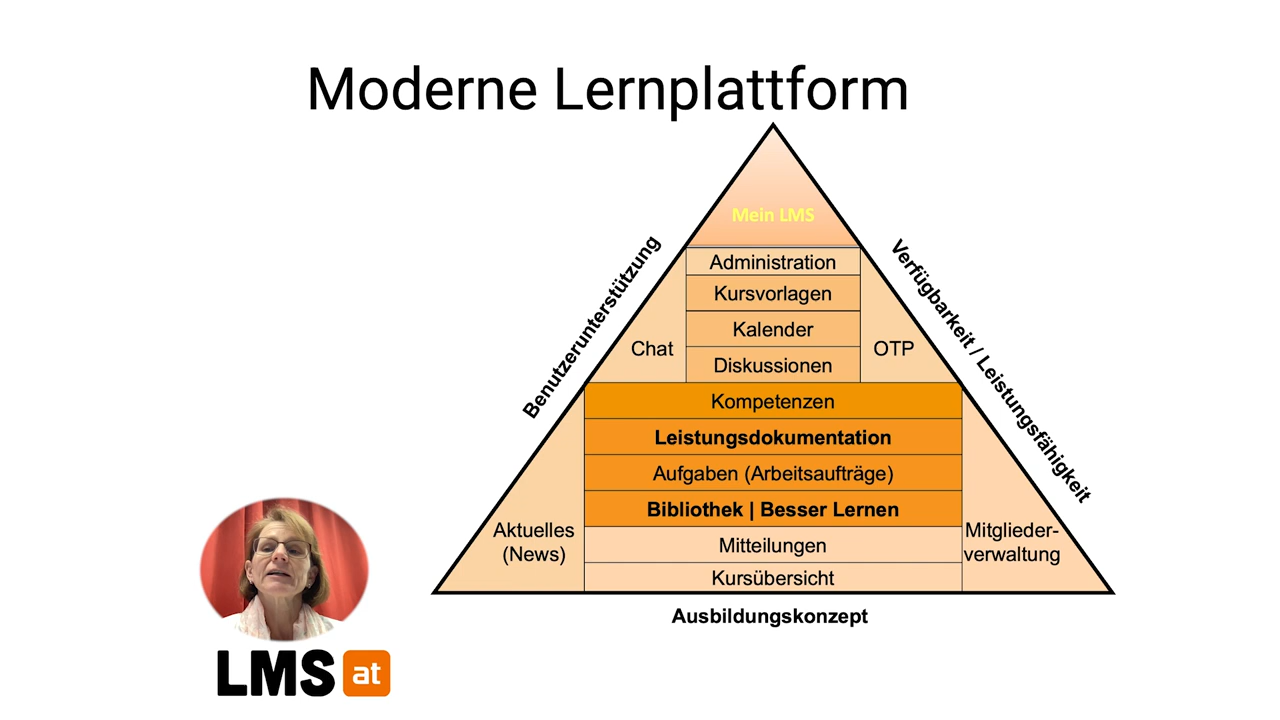 Moderne Lernplattform
Mein LMS
Benutzerunterstützung
Verfügbarkeit / Leistungsfähigkeit
Administration
Kursvorlagen
Kalender
Chat
OTP
Diskussionen
Kompetenzen
Leistungsdokumentation
Aufgaben (Arbeitsaufträge)
Bibliothek | Besser Lernen
Aktuelles
(News)
Mitteilungen
Mitglieder-
verwaltung
Kursübersicht
Ausbildungskonzept
LMS at